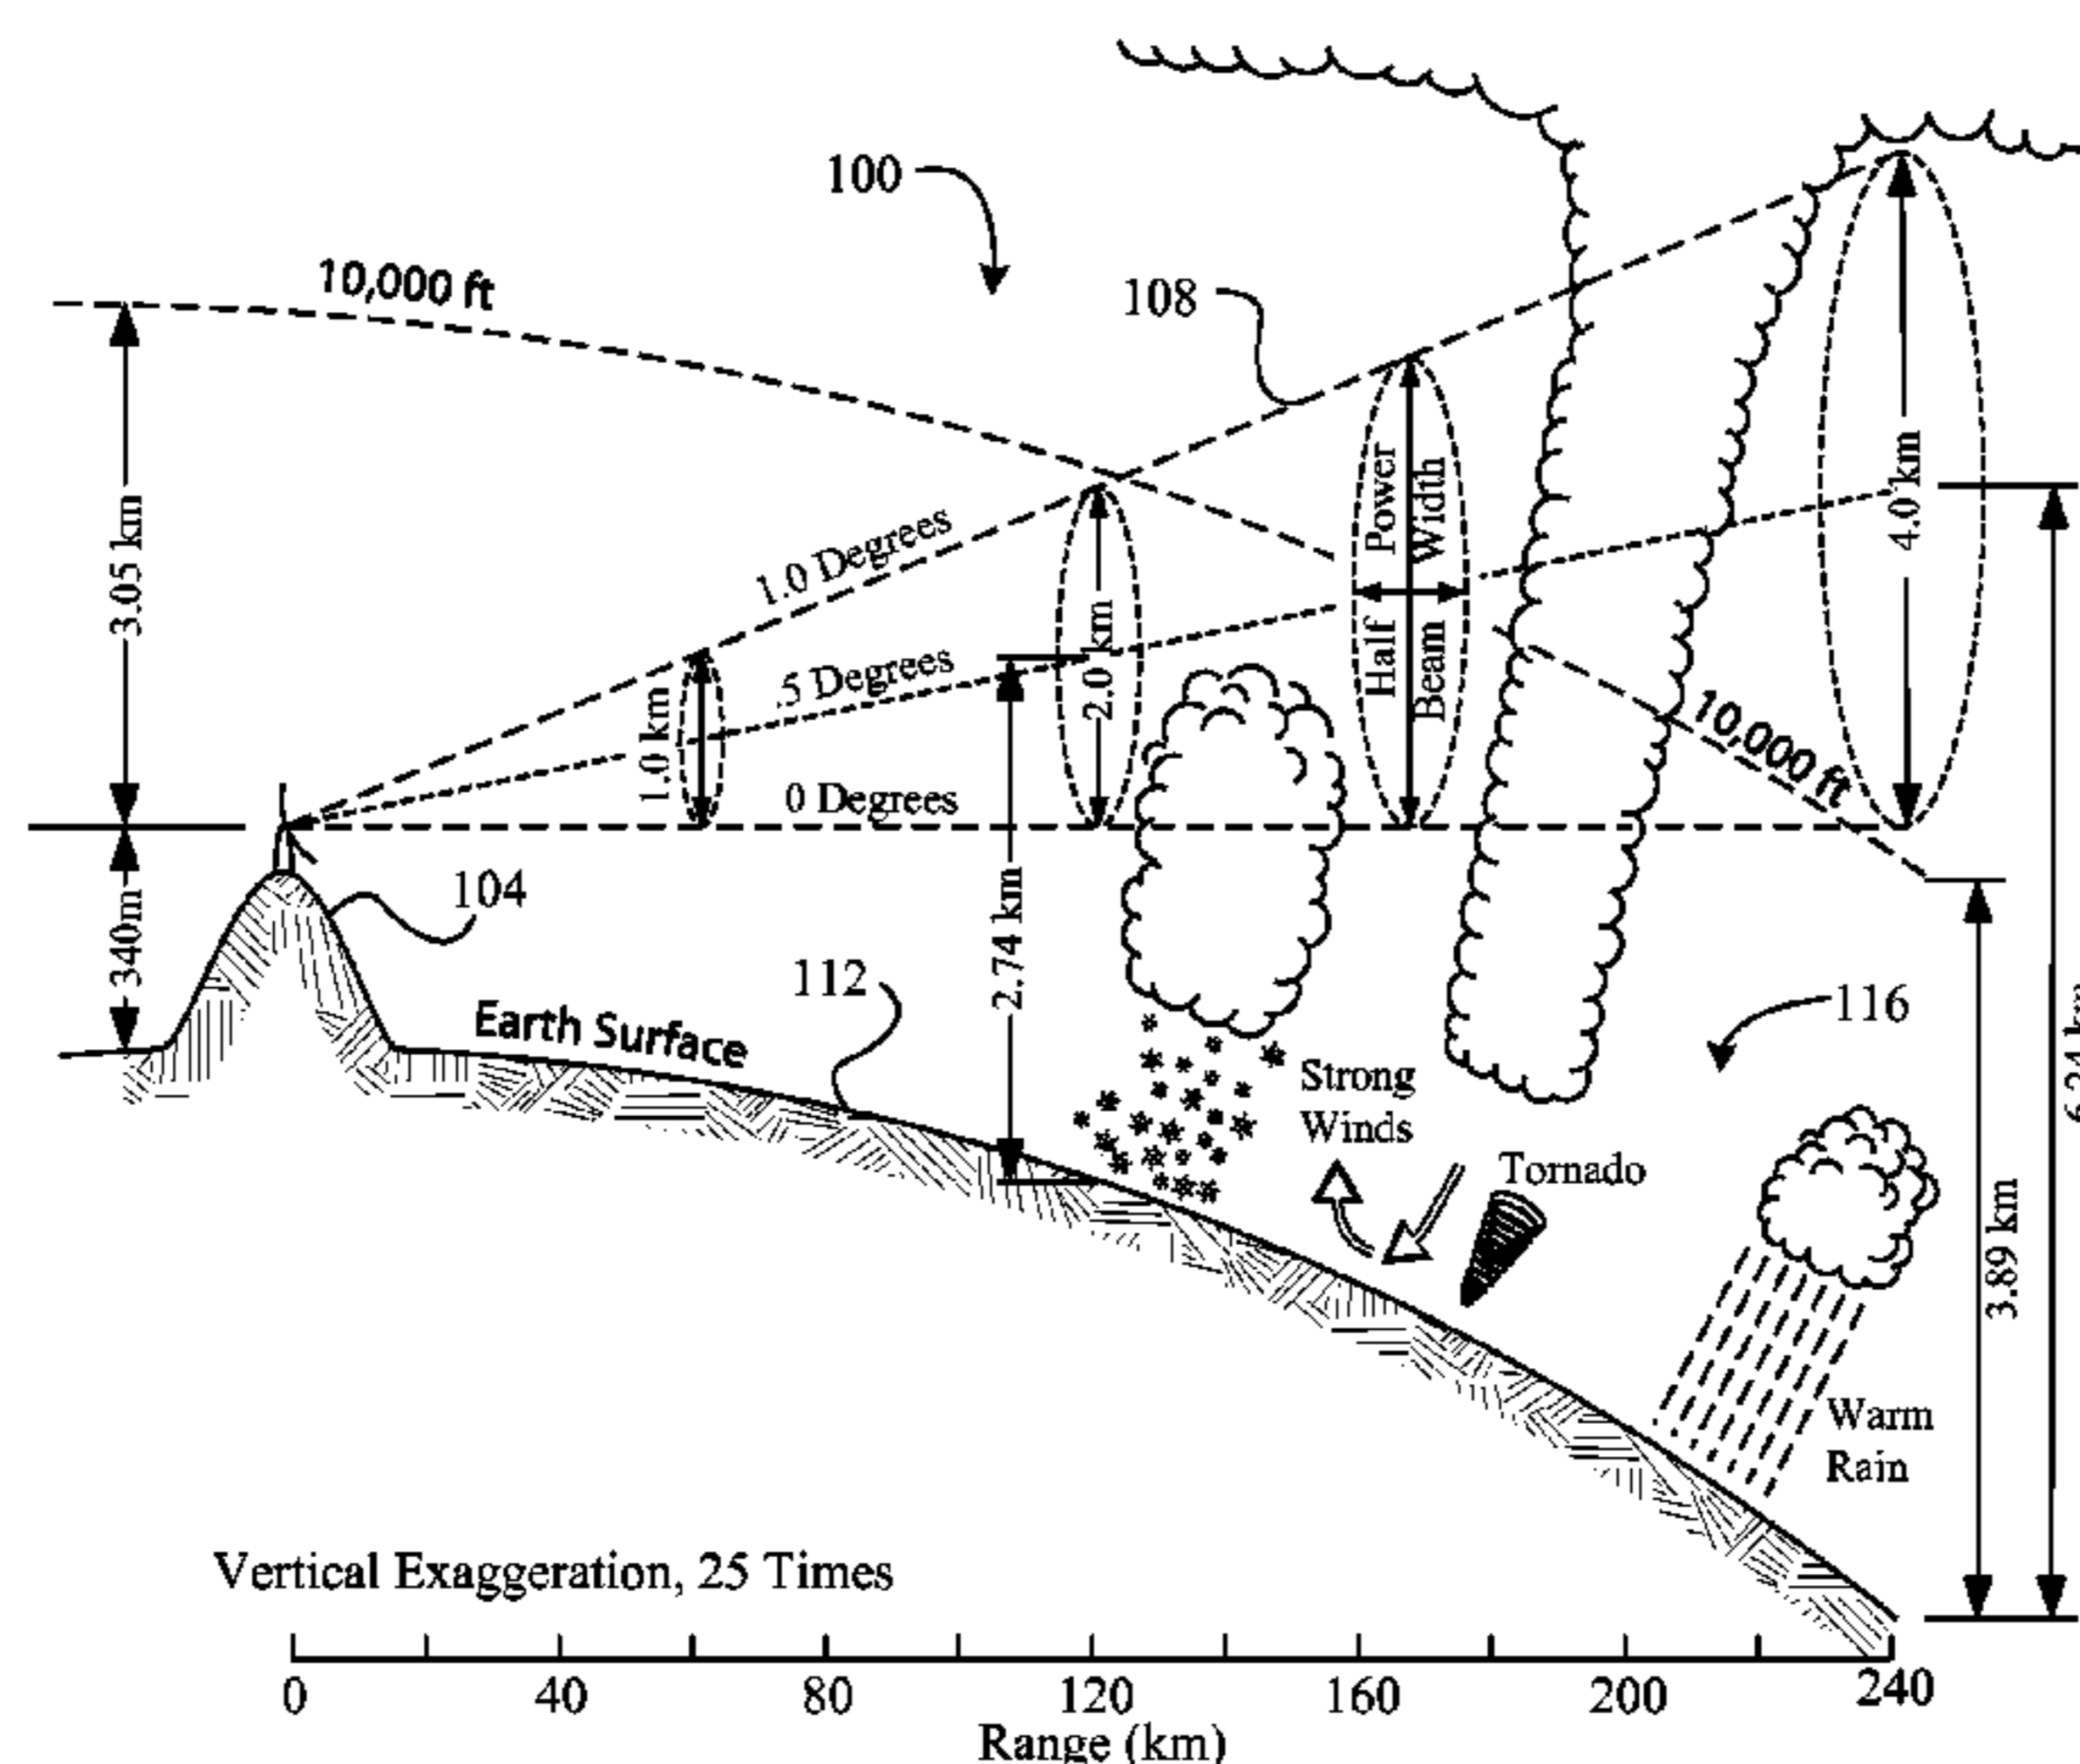 100
10,000 ft
108
3.05 km
1.0 Degrees
Half Power
Beam Width
4.0 km
.5 Degrees
1.0 km
2.0 km
0 Degrees
10,000 ft
340m
104
2.74 km
112
Earth Surface
116
Strong
Winds
Tornado
3.89 km
Warm
Rain
Vertical Exaggeration, 25 Times
0 40 80 120 160 200 240
Range (km)